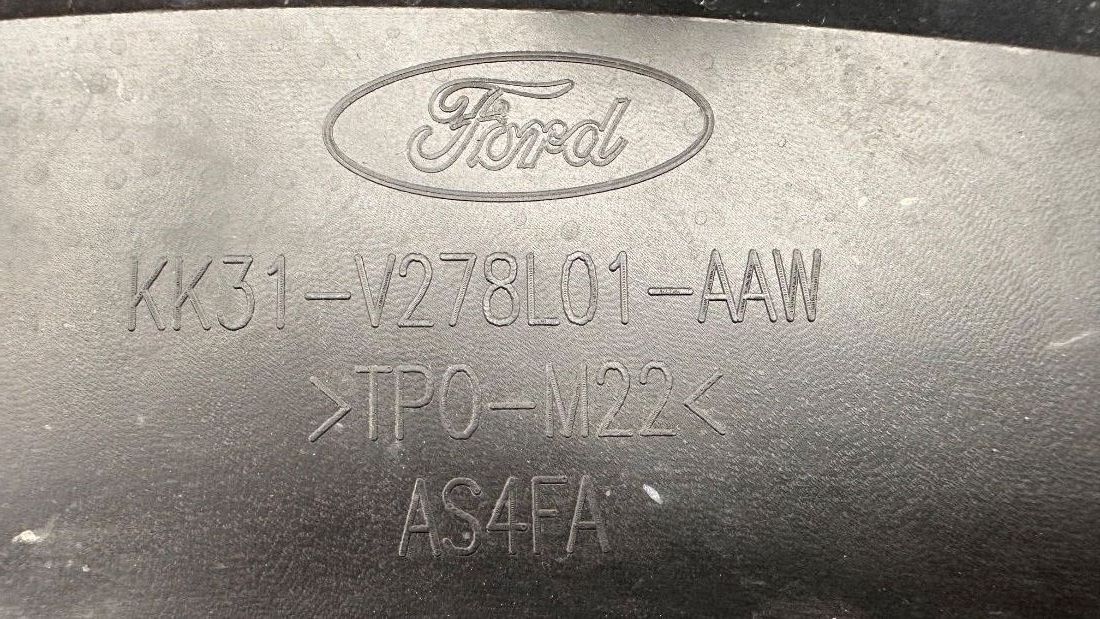 Ford
KK31-V278L01-AAW
>TPO-M22<
AS4FA